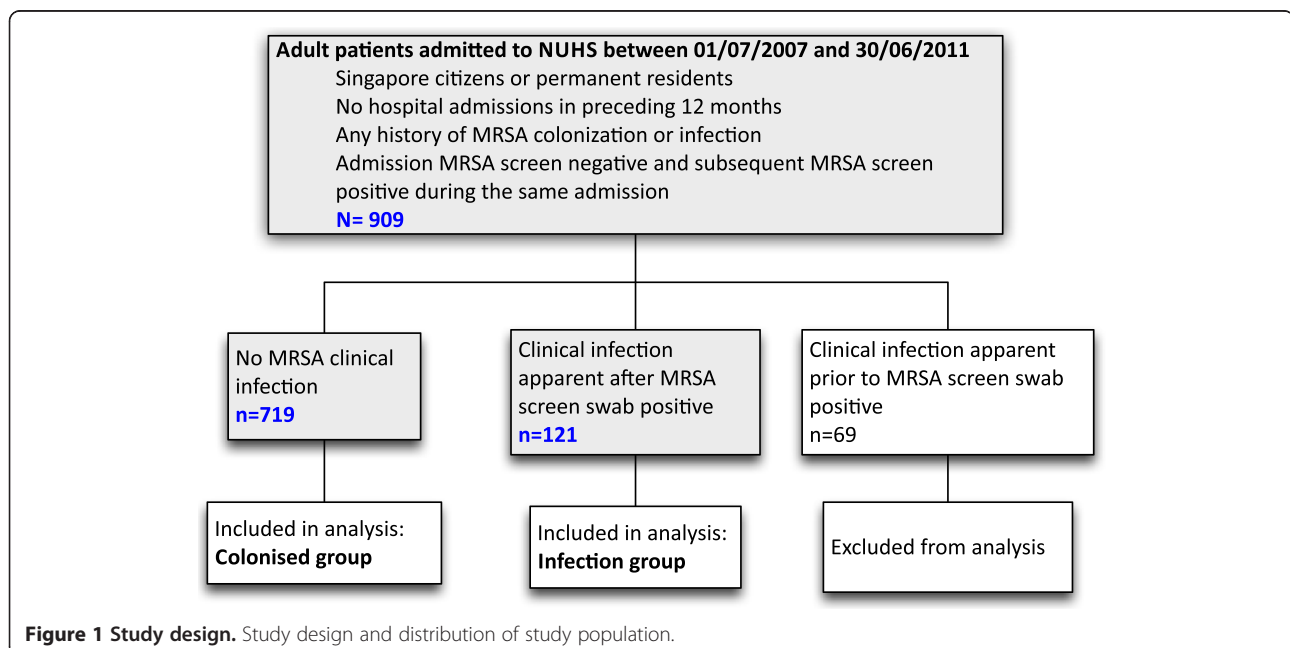 Adult patients admitted to NUHS between 01/07/2007 and 30/06/2011
Singapore citizens or permanent residents
No hospital admissions in preceding 12 months
Any history of MRSA colonization or infection
Admission MRSA screen negative and subsequent MRSA screen
positive during the same admission
N= 909
No MRSA clinical
infection
n=719
Clinical infection
apparent after MRSA
screen swab positive
n=121
Clinical infection apparent
prior to MRSA screen swab
positive
n=69
Included in analysis:
Colonised group
Included in analysis:
Infection group
Excluded from analysis
Figure 1 Study design. Study design and distribution of study population.